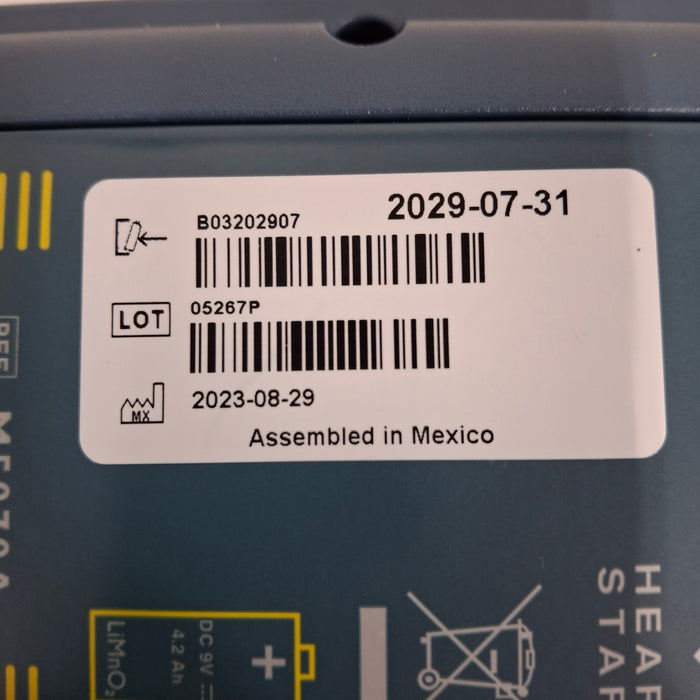 B03202907
2029-07-31
LOT
05267P
MX
2023-08-29
Assembled in Mexico
REF
M5070A
LiMnO₂
DC 9V
4.2 Ah
+